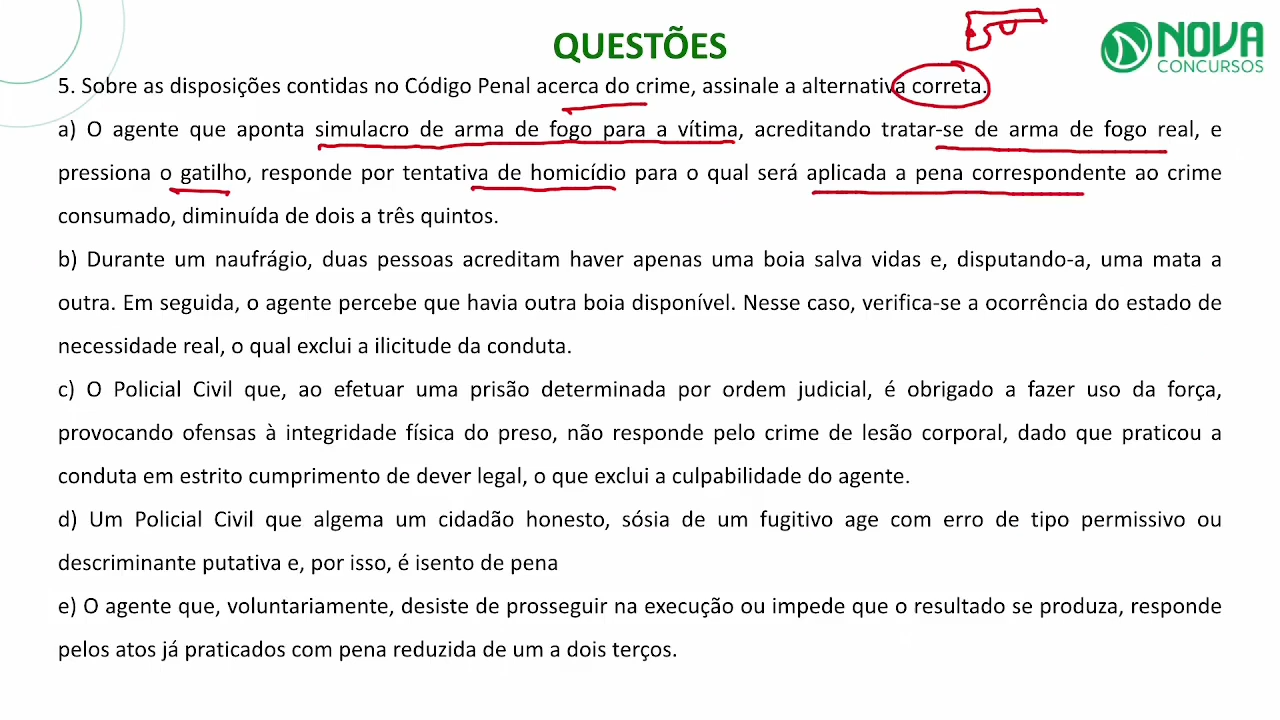 QUESTÕES
NOVA
CONCURSOS
5. Sobre as disposições contidas no Código Penal acerca do crime, assinale a alternativa correta.
a) O agente que aponta simulacro de arma de fogo para a vítima, acreditando tratar-se de arma de fogo real, e
pressiona o gatilho, responde por tentativa de homicídio para o qual será aplicada a pena correspondente ao crime
consumado, diminuída de dois a três quintos.
b) Durante um naufrágio, duas pessoas acreditam haver apenas uma boia salva vidas e, disputando-a, uma mata a
outra. Em seguida, o agente percebe que havia outra boia disponível. Nesse caso, verifica-se a ocorrência do estado de
necessidade real, o qual exclui a ilicitude da conduta.
c) O Policial Civil que, ao efetuar uma prisão determinada por ordem judicial, é obrigado a fazer uso da força,
provocando ofensas à integridade física do preso, não responde pelo crime de lesão corporal, dado que praticou a
conduta em estrito cumprimento de dever legal, o que exclui a culpabilidade do agente.
d) Um Policial Civil que algema um cidadão honesto, sósia de um fugitivo age com erro de tipo permissivo ou
descriminante putativa e, por isso, é isento de pena
e) O agente que, voluntariamente, desiste de prosseguir na execução ou impede que o resultado se produza, responde
pelos atos já praticados com pena reduzida de um a dois terços.